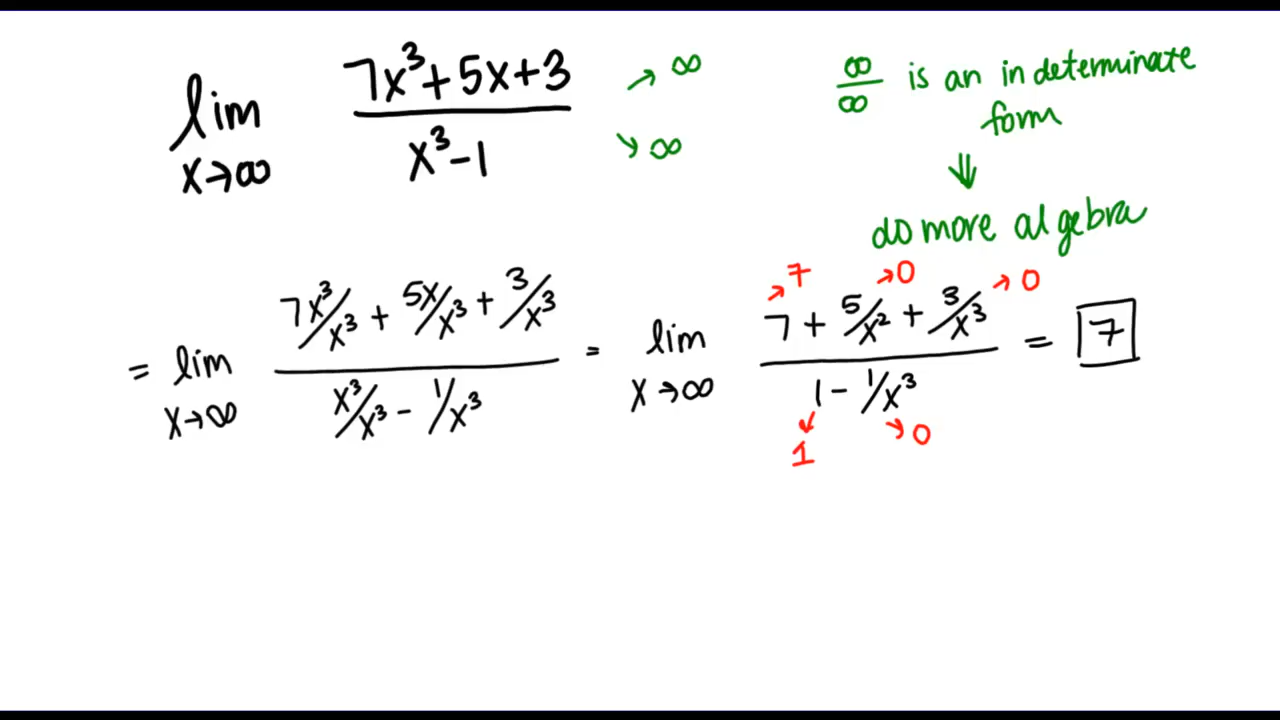 lim x→∞ (7x³+5x+3)/(x³-1) →∞ ↘∞
∞/∞ is an indeterminate
form
⇓
do more algebra
= lim x→∞ (7x³/x³ + 5x/x³ + 3/x³)/(x³/x³ - 1/x³) = lim x→∞ (7 + 5/x² + 3/x³)/(1 - 1/x³) = 7
→7 →0 →0
↙1 ↘0